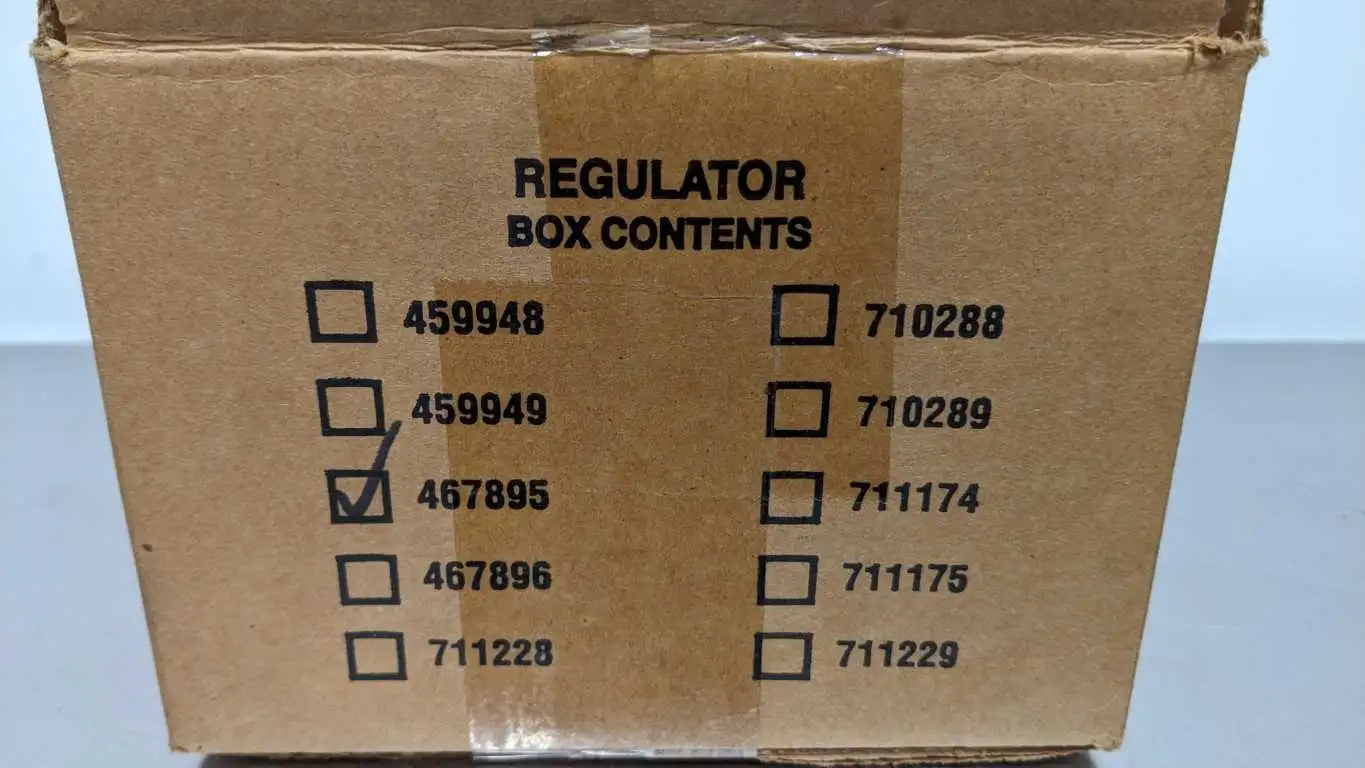 REGULATOR
BOX CONTENTS
☐ 459948 ☐ 710288
☐ 459949 ☐ 710289
☑ 467895 ☐ 711174
☐ 467896 ☐ 711175
☐ 711228 ☐ 711229